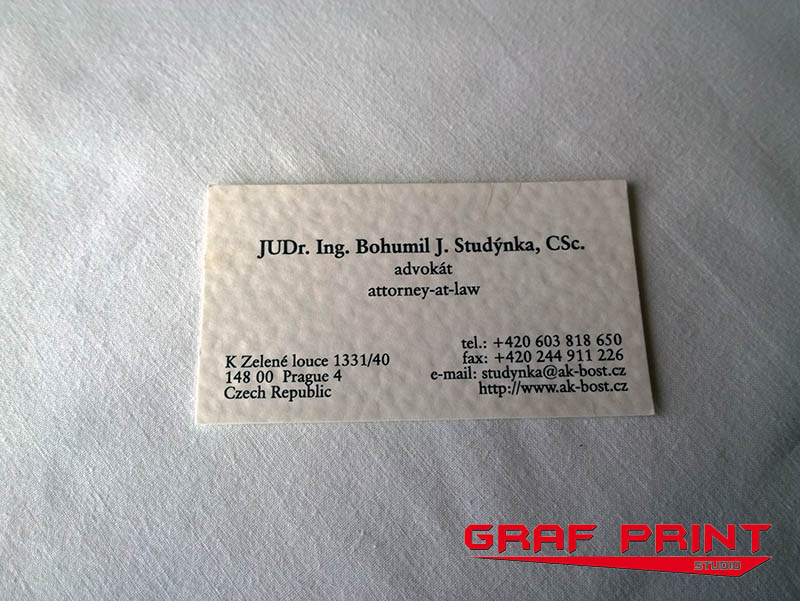 JUDr. Ing. Bohumil J. Studýnka, CSc.
advokát
attorney-at-law
K Zelené louce 1331/40
148 00 Prague 4
Czech Republic
tel.: +420 603 818 650
fax: +420 244 911 226
e-mail: studynka@ak-bost.cz
http://www.ak-bost.cz
GRAF PRINT
STUDIO